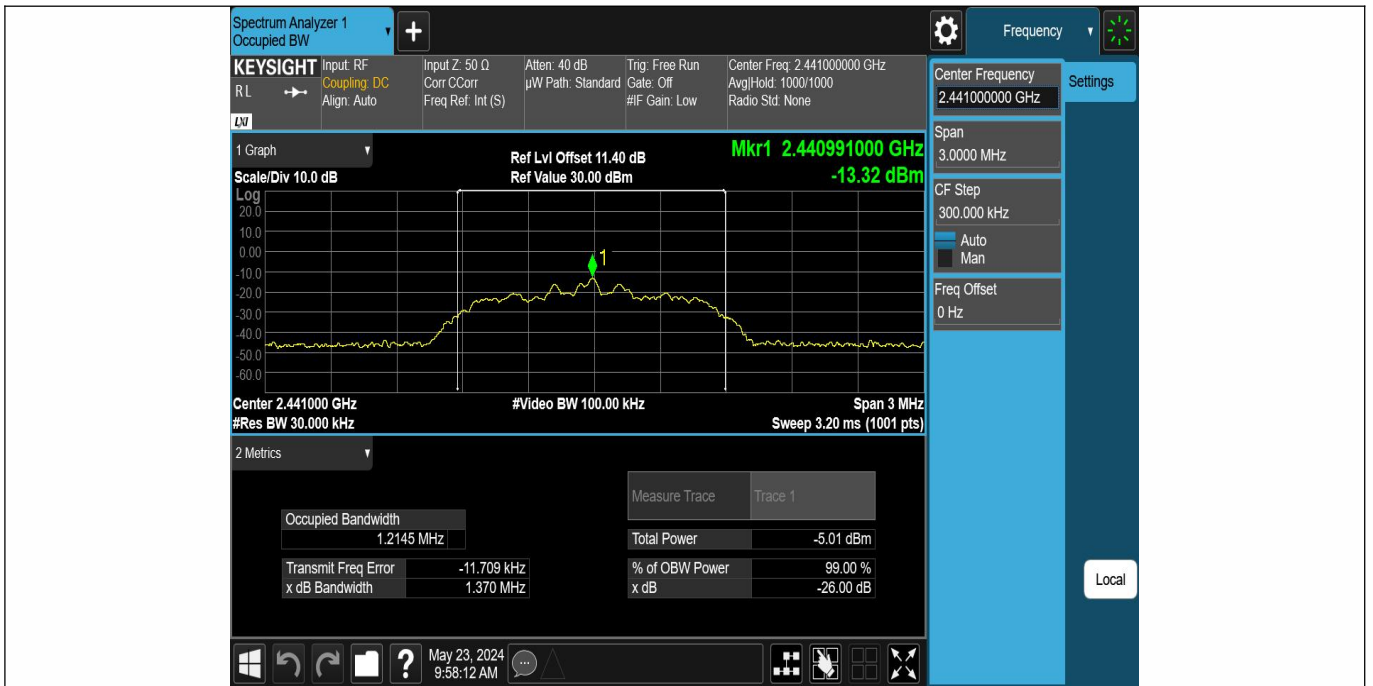 Spectrum Analyzer 1
Occupied BW
+
Frequency
KEYSIGHT
RL
LXI
Input: RF
Coupling: DC
Align: Auto
Input Z: 50 Ω
Corr CCorr
Freq Ref: Int (S)
Atten: 40 dB
µW Path: Standard
Trig: Free Run
Gate: Off
#IF Gain: Low
Center Freq: 2.441000000 GHz
Avg|Hold: 1000/1000
Radio Std: None
Center Frequency
2.441000000 GHz
Settings
Span
3.0000 MHz
CF Step
300.000 kHz
Auto
Man
Freq Offset
0 Hz
Local
1 Graph
Scale/Div 10.0 dB
Ref Lvl Offset 11.40 dB
Ref Value 30.00 dBm
Mkr1 2.440991000 GHz
-13.32 dBm
Log
20.0
10.0
0.00
-10.0
-20.0
-30.0
-40.0
-50.0
-60.0
1
Center 2.441000 GHz
#Res BW 30.000 kHz
#Video BW 100.00 kHz
Span 3 MHz
Sweep 3.20 ms (1001 pts)
2 Metrics
Measure Trace Trace 1
Occupied Bandwidth
1.2145 MHz
Total Power -5.01 dBm
Transmit Freq Error -11.709 kHz
% of OBW Power 99.00 %
x dB Bandwidth 1.370 MHz
x dB -26.00 dB
?
May 23, 2024
9:58:12 AM